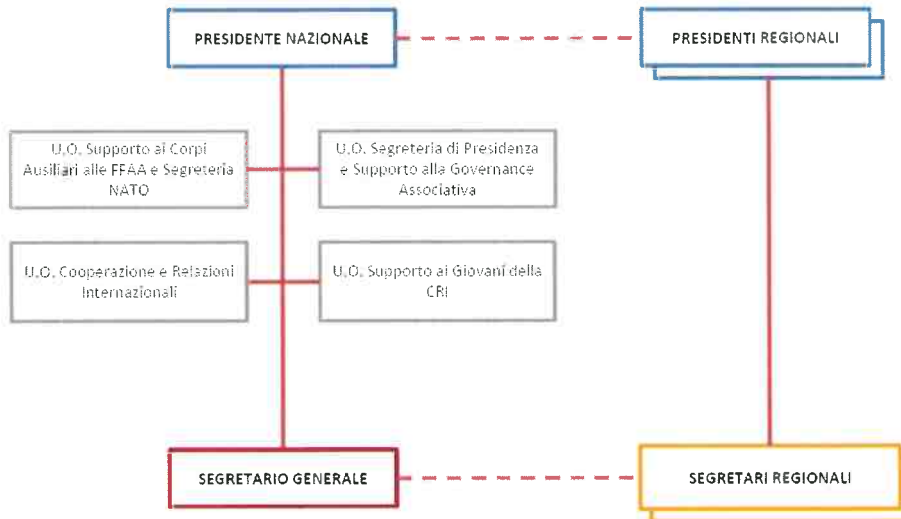 PRESIDENTE NAZIONALE
PRESIDENTI REGIONALI
U.O. Supporto ai Corpi
Ausiliari alle FFAA e Segreteria
NATO
U.O. Segreteria di Presidenza
e Supporto alla Governance
Associativa
U.O. Cooperazione e Relazioni
Internazionali
U.O. Supporto ai Giovani della
CRI
SEGRETARIO GENERALE
SEGRETARI REGIONALI